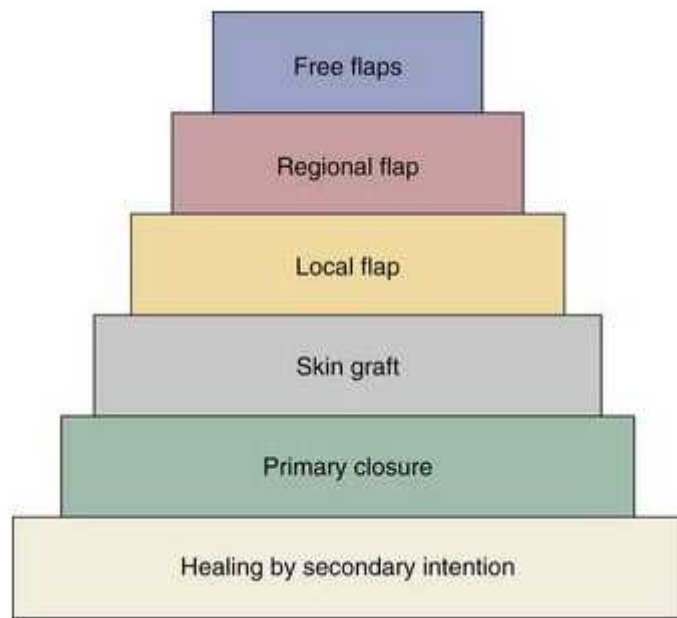 Free flaps
Regional flap
Local flap
Skin graft
Primary closure
Healing by secondary intention